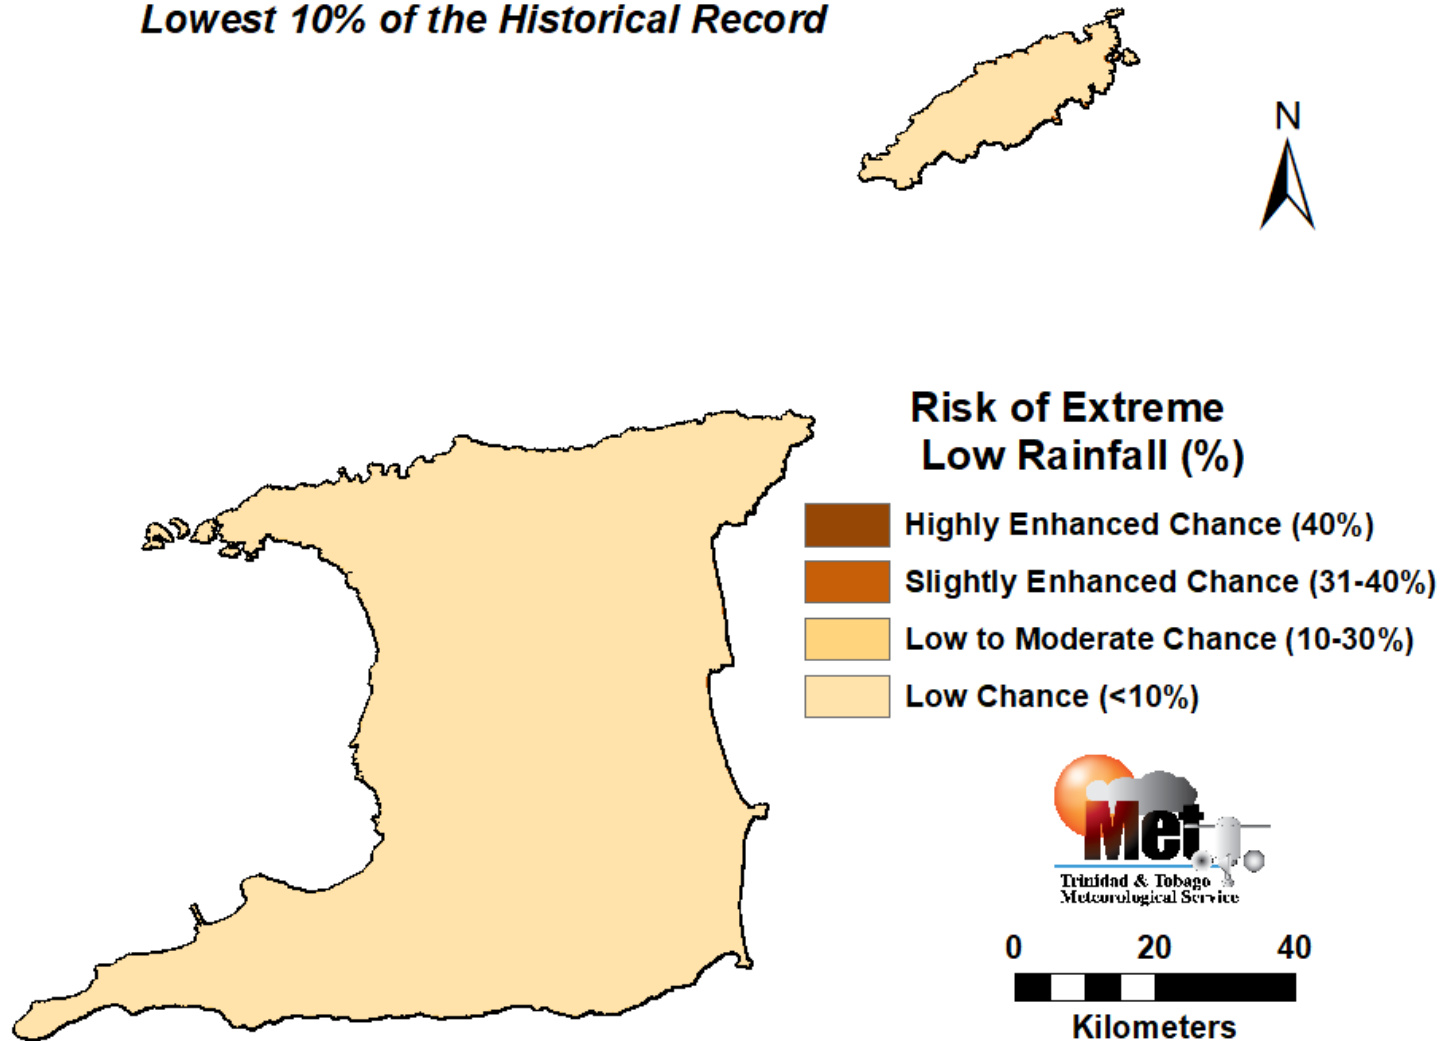 Lowest 10% of the Historical Record
N
Risk of Extreme
Low Rainfall (%)
Highly Enhanced Chance (40%)
Slightly Enhanced Chance (31-40%)
Low to Moderate Chance (10-30%)
Low Chance (<10%)
Met
Trinidad & Tobago
Meteorological Service
0 20 40
Kilometers